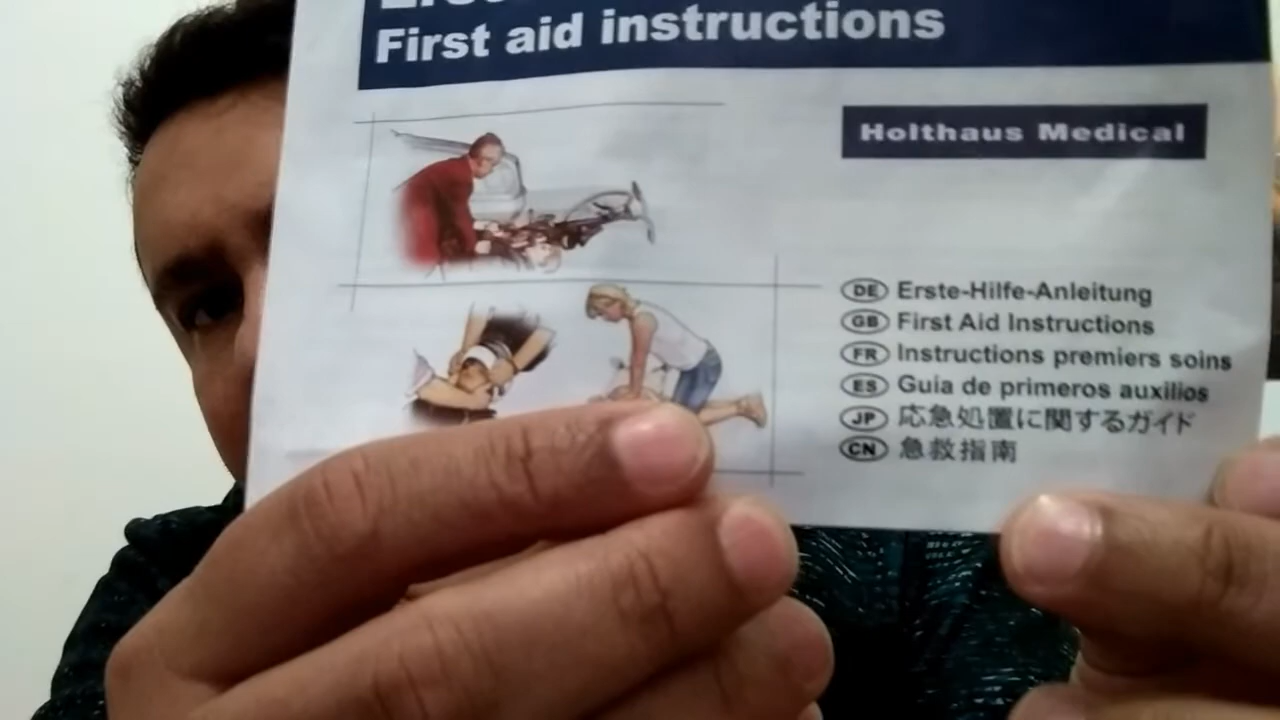 First aid instructions
Holthaus Medical
DE Erste-Hilfe-Anleitung
GB First Aid Instructions
FR Instructions premiers soins
ES Guia de primeros auxilios
JP 応急処置に関するガイド
CN 急救指南